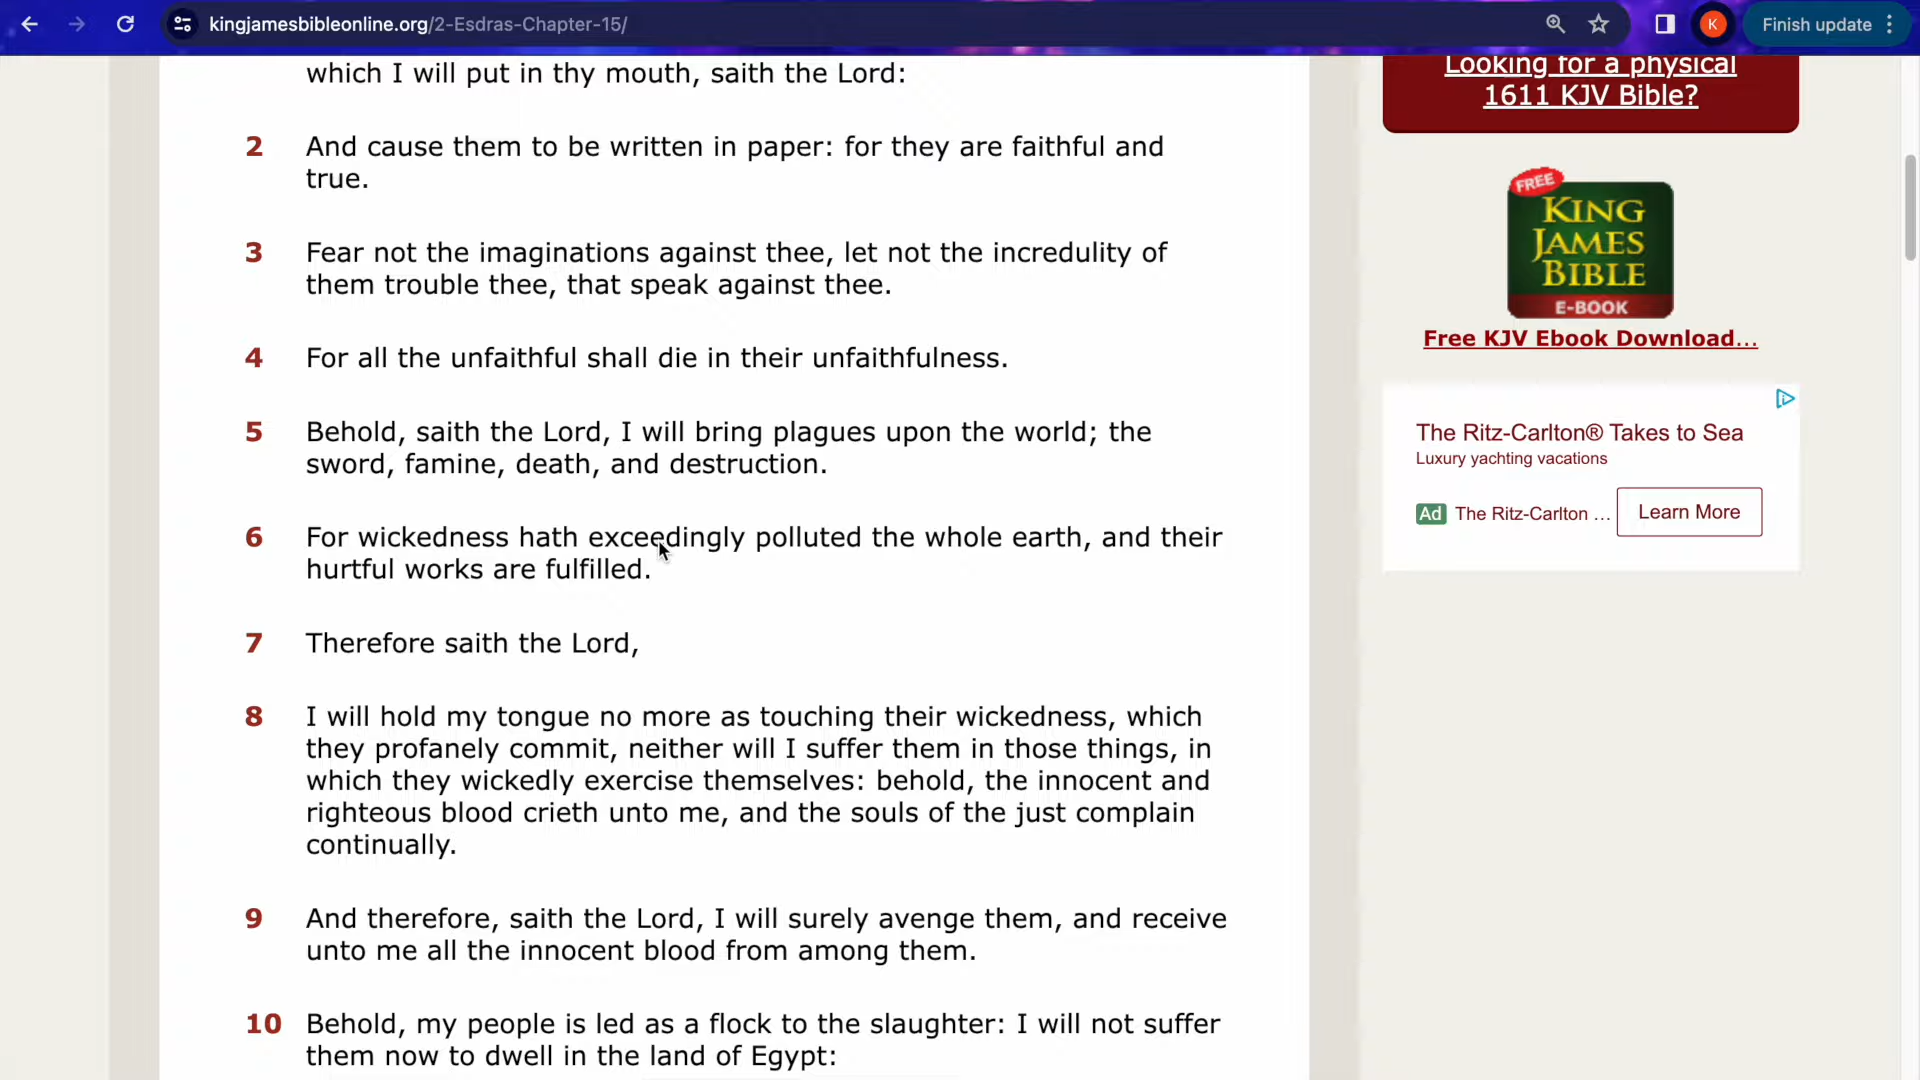 kingjamesbibleonline.org/2-Esdras-Chapter-15/
K
Finish update
which I will put in thy mouth, saith the Lord:
2 And cause them to be written in paper: for they are faithful and
true.
3 Fear not the imaginations against thee, let not the incredulity of
them trouble thee, that speak against thee.
4 For all the unfaithful shall die in their unfaithfulness.
5 Behold, saith the Lord, I will bring plagues upon the world; the
sword, famine, death, and destruction.
6 For wickedness hath exceedingly polluted the whole earth, and their
hurtful works are fulfilled.
7 Therefore saith the Lord,
8 I will hold my tongue no more as touching their wickedness, which
they profanely commit, neither will I suffer them in those things, in
which they wickedly exercise themselves: behold, the innocent and
righteous blood crieth unto me, and the souls of the just complain
continually.
9 And therefore, saith the Lord, I will surely avenge them, and receive
unto me all the innocent blood from among them.
10 Behold, my people is led as a flock to the slaughter: I will not suffer
them now to dwell in the land of Egypt:
Looking for a physical
1611 KJV Bible?
FREE
KING
JAMES
BIBLE
E-BOOK
Free KJV Ebook Download...
The Ritz-Carlton® Takes to Sea
Luxury yachting vacations
Ad The Ritz-Carlton ...
Learn More